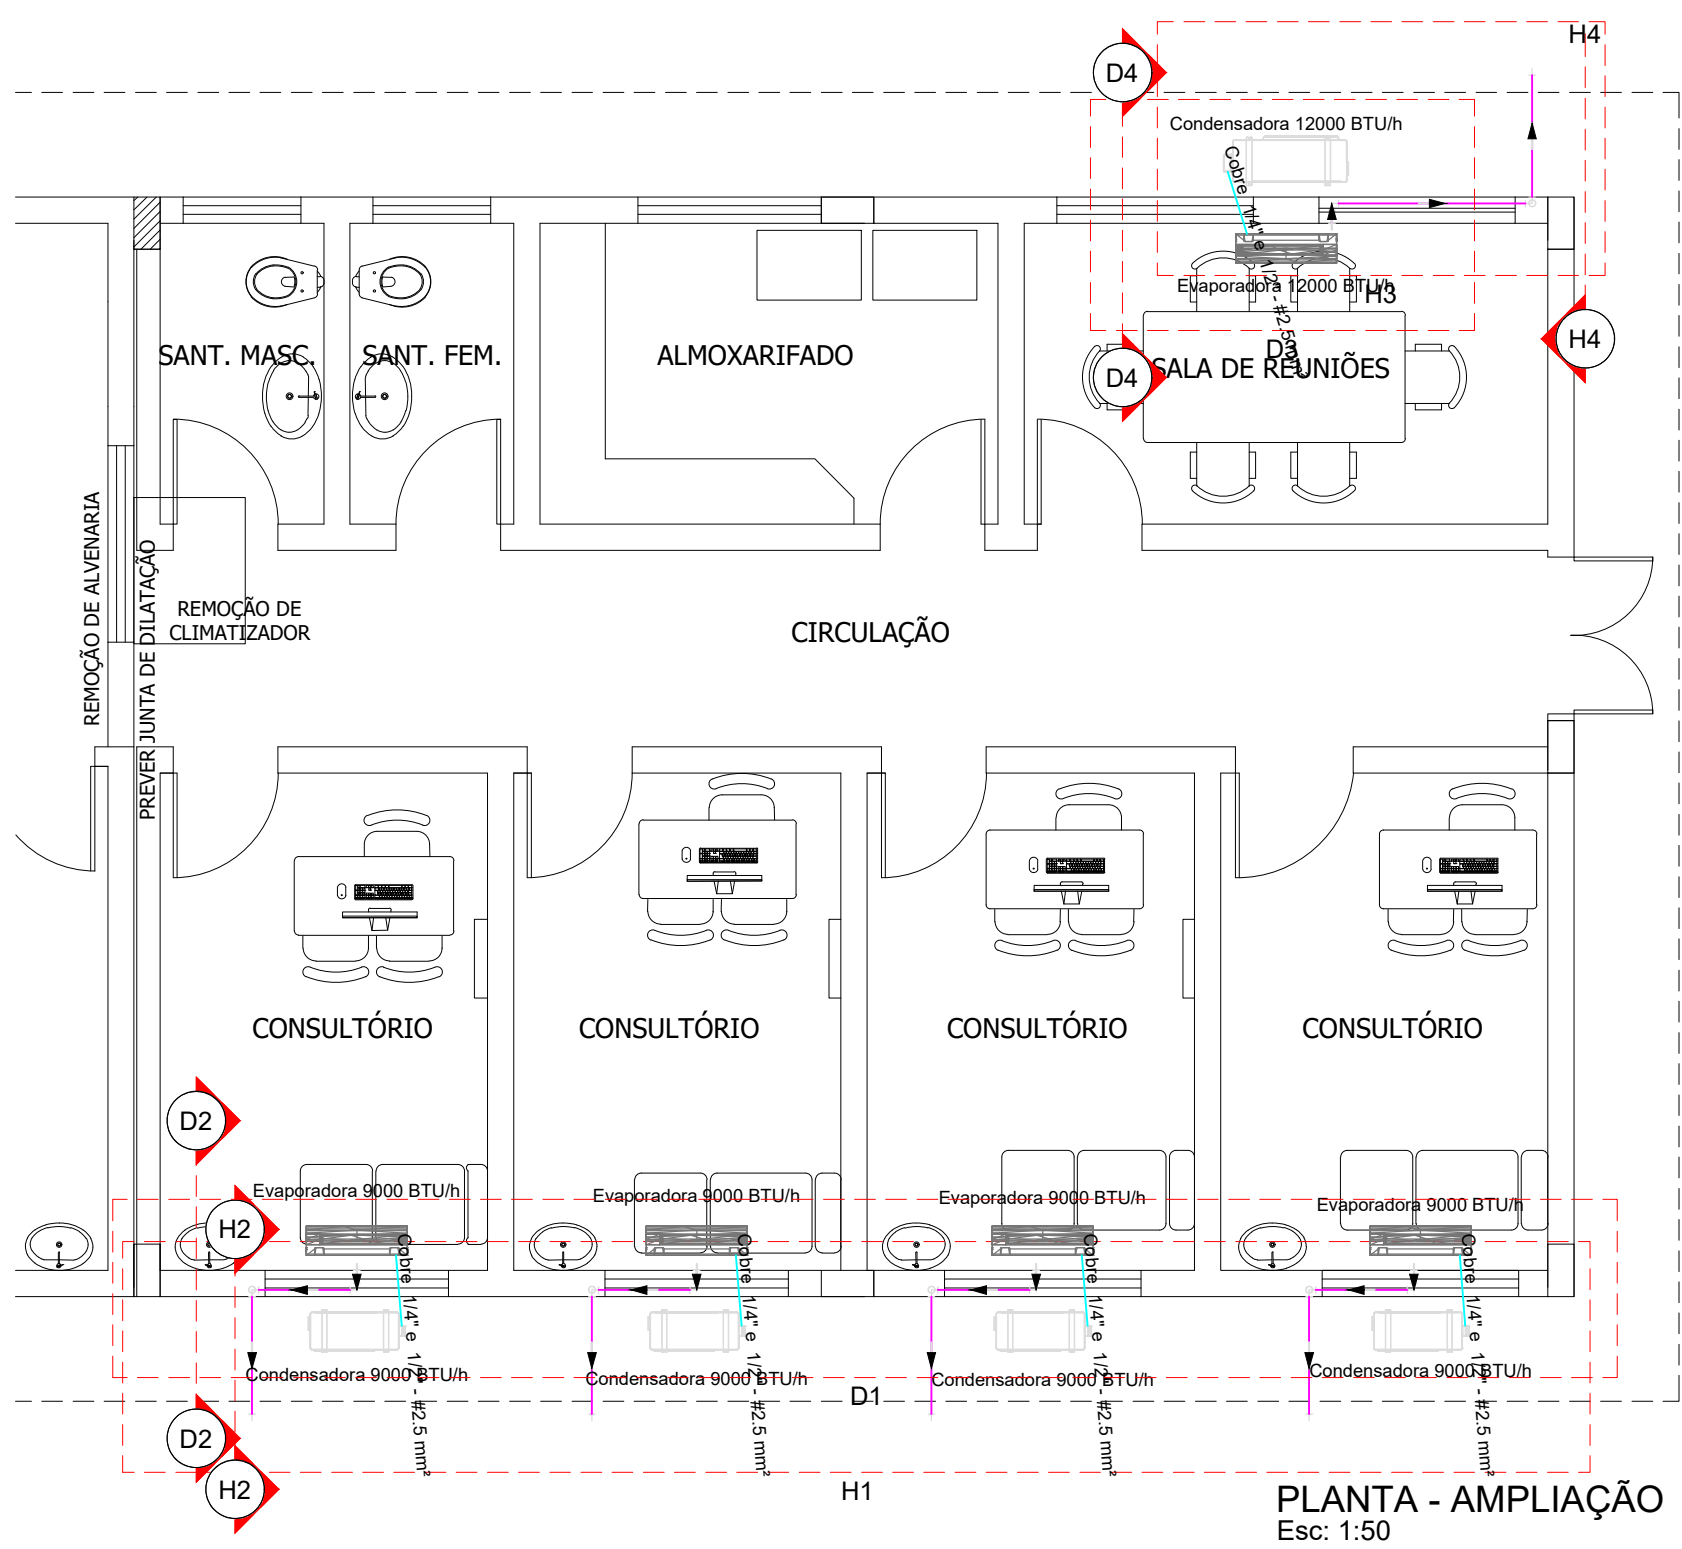 H4
D4
Condensadora 12000 BTU/h
Cobre 1/4" e 1/2" - #2.5 mm²
Evaporadora 12000 BTU/h
H3
H4
D3
D4
SANT. MASC.
SANT. FEM.
ALMOXARIFADO
SALA DE REUNIÕES
REMOÇÃO DE ALVENARIA
PREVER JUNTA DE DILATAÇÃO
REMOÇÃO DE
CLIMATIZADOR
CIRCULAÇÃO
CONSULTÓRIO
CONSULTÓRIO
CONSULTÓRIO
CONSULTÓRIO
D2
H2
Evaporadora 9000 BTU/h
Evaporadora 9000 BTU/h
Evaporadora 9000 BTU/h
Evaporadora 9000 BTU/h
Cobre 1/4" e 1/2" - #2.5 mm²
Cobre 1/4" e 1/2" - #2.5 mm²
Cobre 1/4" e 1/2" - #2.5 mm²
Cobre 1/4" e 1/2" - #2.5 mm²
Condensadora 9000 BTU/h
Condensadora 9000 BTU/h
Condensadora 9000 BTU/h
Condensadora 9000 BTU/h
D1
D2
H2
H1
PLANTA - AMPLIAÇÃO
Esc: 1:50